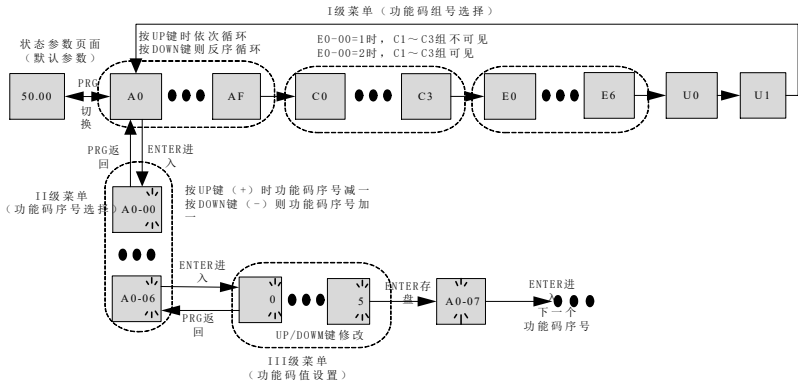 I级菜单（功能码组号选择）
状态参数页面
（默认参数）
按UP键时依次循环
按DOWN键则反序循环
E0-00=1时，C1～C3组不可见
E0-00=2时，C1～C3组可见
50.00
PRG
切
换
A0
AF
C0
C3
E0
E6
U0
U1
PRG返
回
ENTER进
入
II级菜单
（功能码序号选择）
A0-00
按UP键（+）时功能码序号减一
按DOWN键（-）则功能码序号加
一
A0-06
ENTER进
入
PRG返
回
0
5
UP/DOWM键修改
ENTER存
盘
A0-07
ENTER进
入
下一个
功能码序号
III级菜单
（功能码值设置）